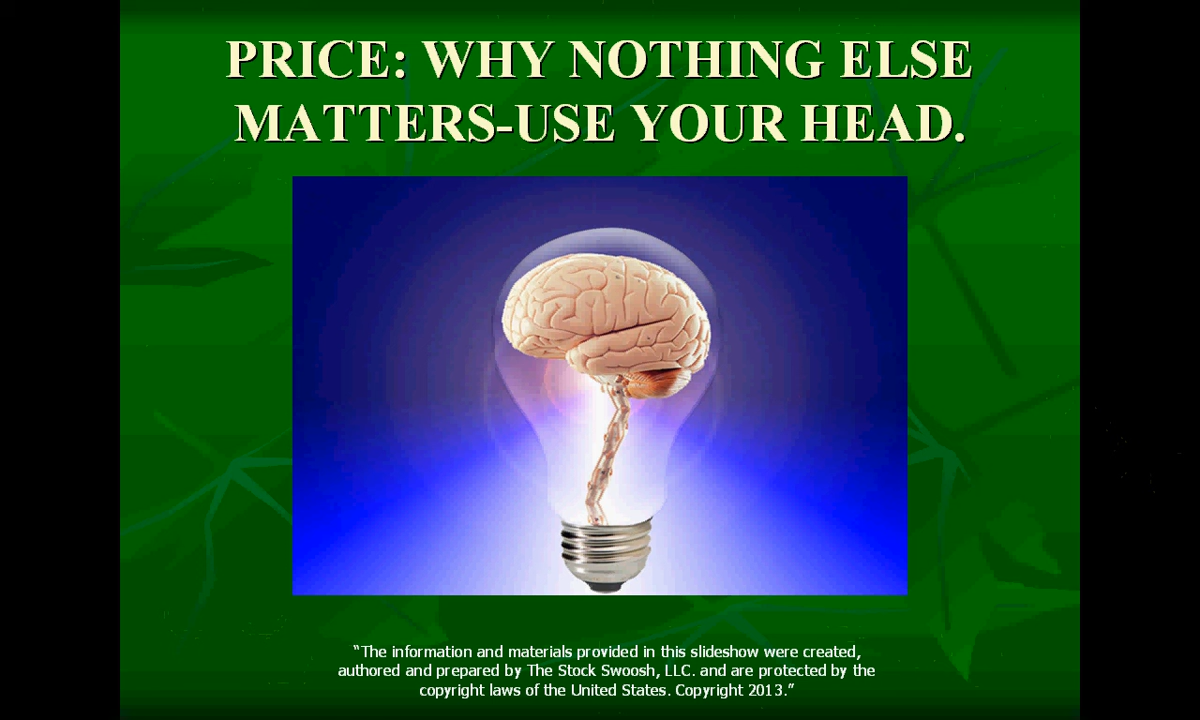 PRICE: WHY NOTHING ELSE
MATTERS-USE YOUR HEAD.
“The information and materials provided in this slideshow were created,
authored and prepared by The Stock Swoosh, LLC. and are protected by the
copyright laws of the United States. Copyright 2013.”